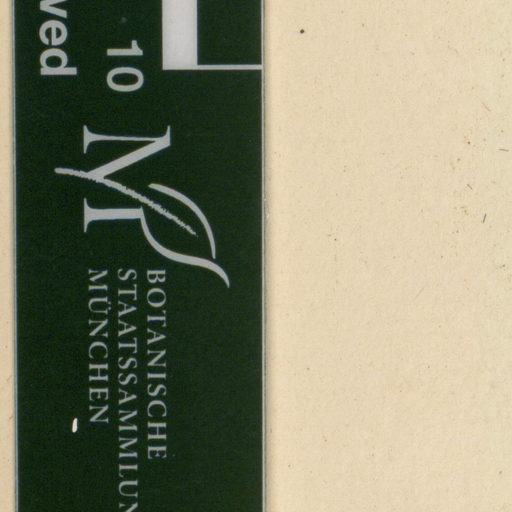 ved
10
BOTANISCHE
STAATSSAMMLUN
MÜNCHEN